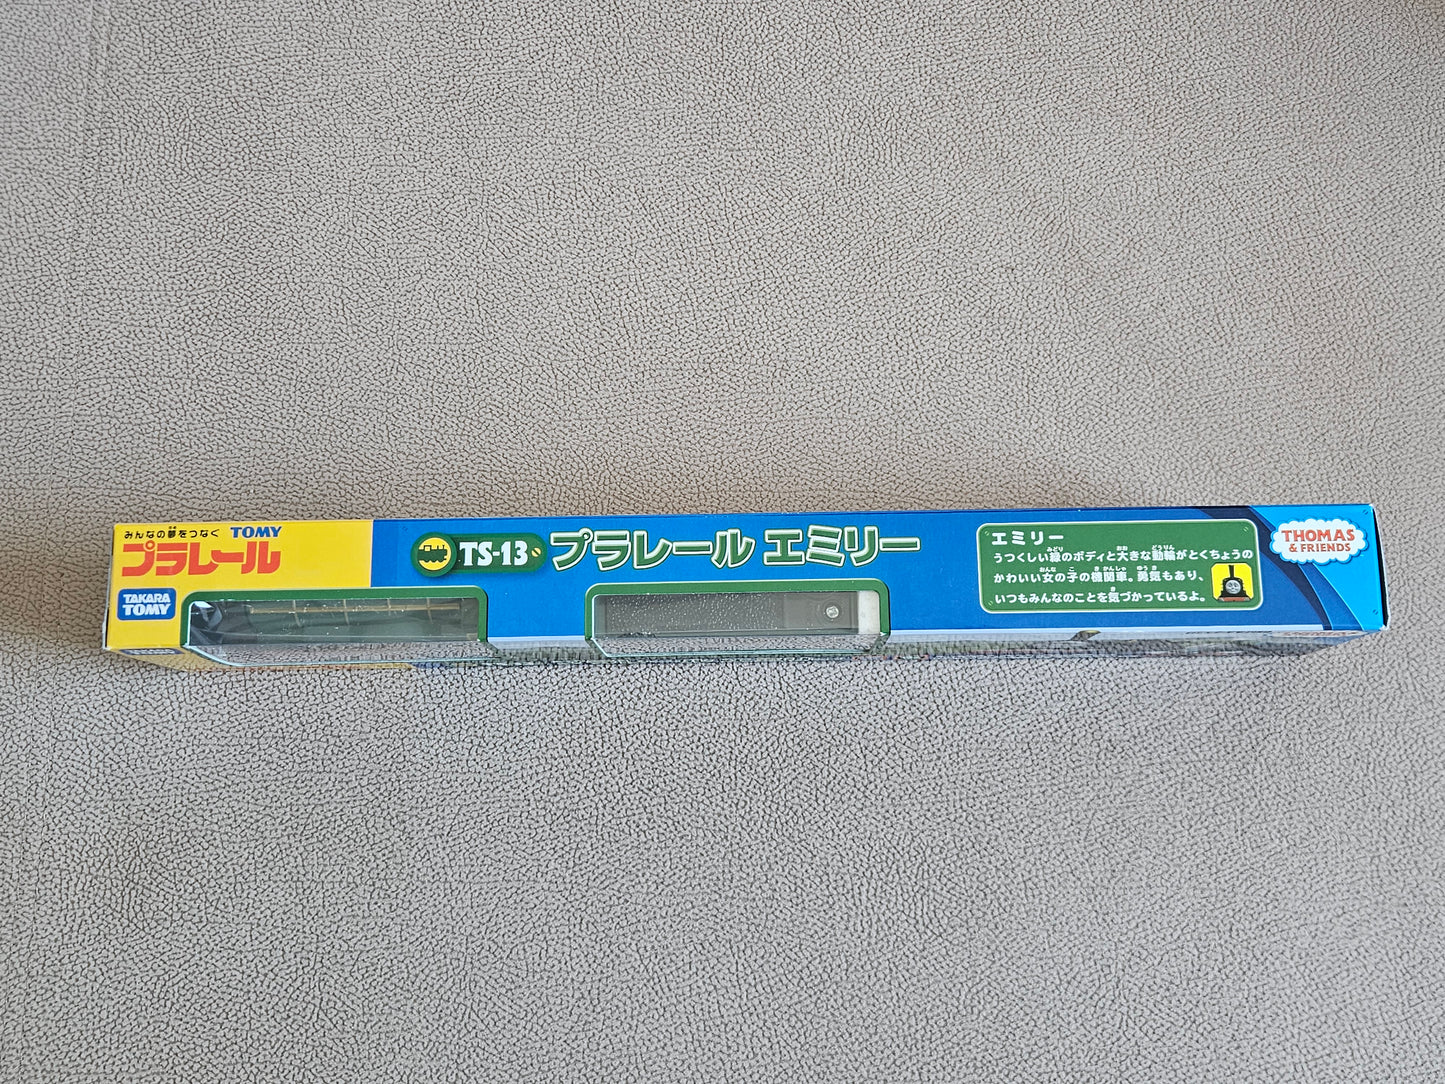 みんなの夢をつなぐ TOMY
プラレール
TAKARA
TOMY
TS-13 プラレール エミリー
エミリー
うつくしい緑のボディと大きな動輪がとくちょうの
かわいい女の子の機関車。勇気もあり、
いつもみんなのことを気づかっているよ。
THOMAS
& FRIENDS